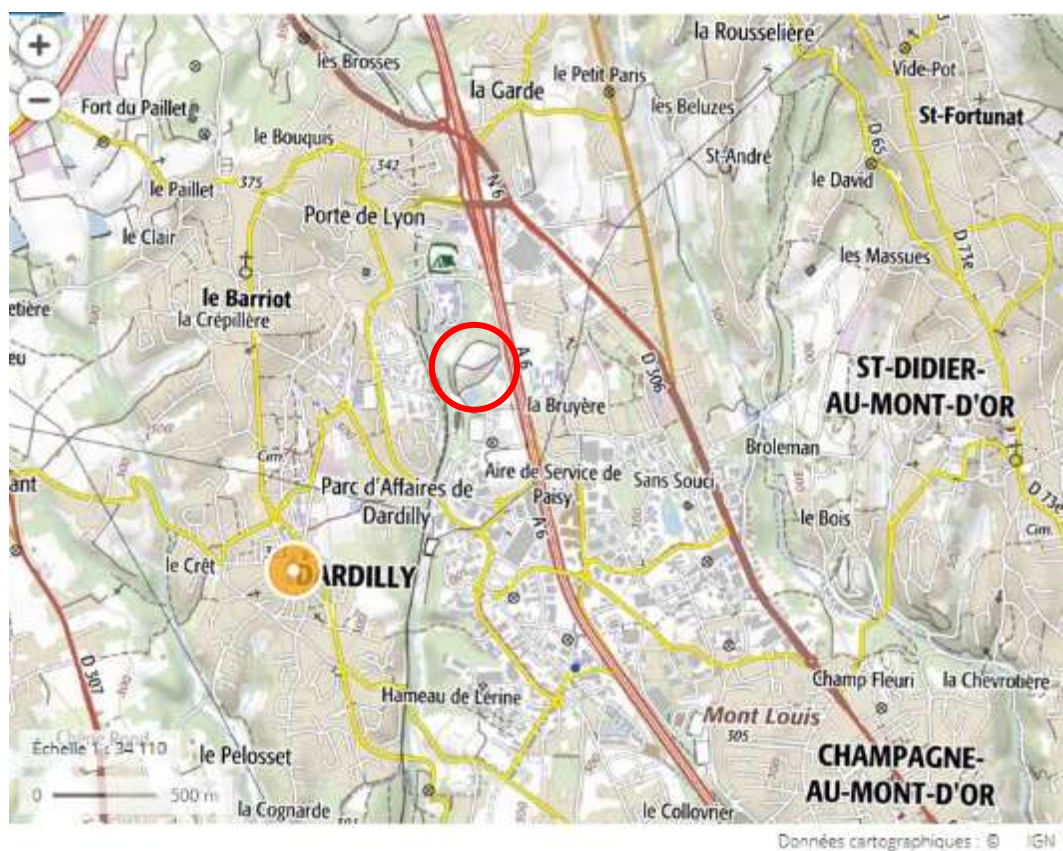 +
−
les Brosses
la Garde
le Petit Paris
la Rousselière
Vide-Pot
Fort du Paillet
le Bouquis
les Beluzes
St-Fortunat
D 65
St-André
342
le Paillet
375
N 6
le David
Porte de Lyon
le Clair
D 73e
les Massues
le Barriot
la Crépillère
A 6
D 306
ST-DIDIER-
AU-MONT-D'OR
la Bruyère
Broleman
Cim.
Aire de Service de
Paisy
Sans Souci
Parc d'Affaires de
Dardilly
A 6
le Bois
D 73e
Cim.
le Crêt
DARDILLY
300
D 307
Hameau de Lérine
Champ Fleuri
la Chevrotière
Mont Louis
305
Echelle 1 : 34 110
le Pelosset
CHAMPAGNE-
AU-MONT-D'OR
0
500 m
la Cognarde
le Collovrier
Données cartographiques : © IGN